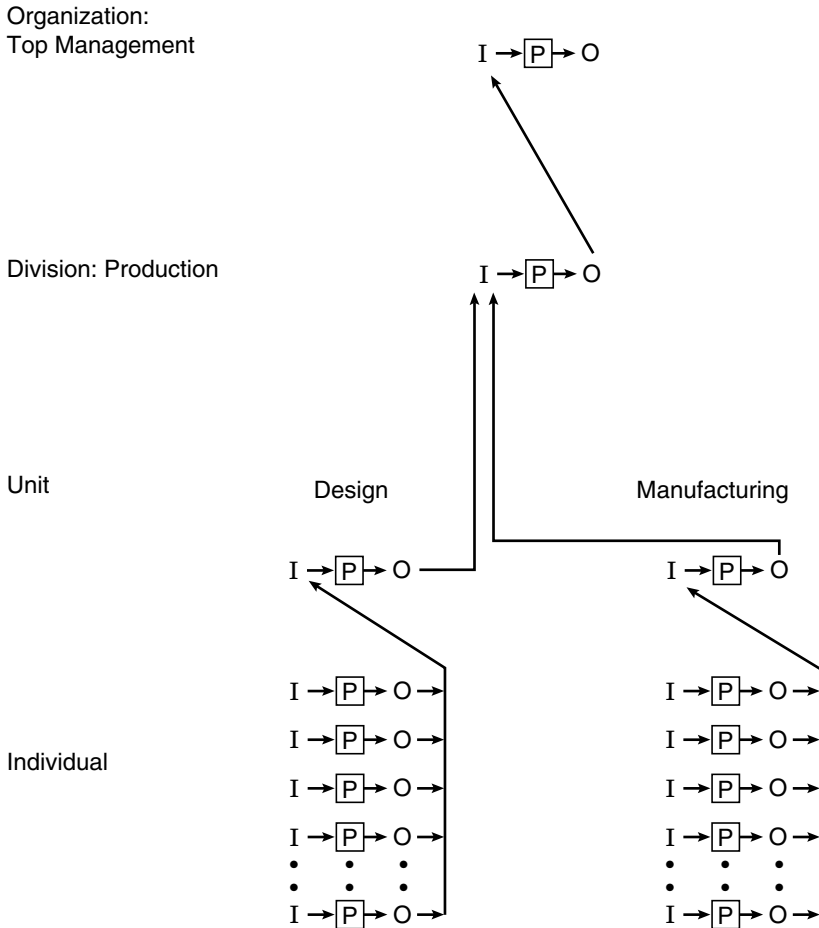 Organization:
Top Management
I → P → O
Division: Production
I → P → O
Unit
Design
Manufacturing
I → P → O
I → P → O
Individual
I → P → O
I → P → O
I → P → O
I → P → O
I → P → O
I → P → O
I → P → O
I → P → O
I → P → O
I → P → O